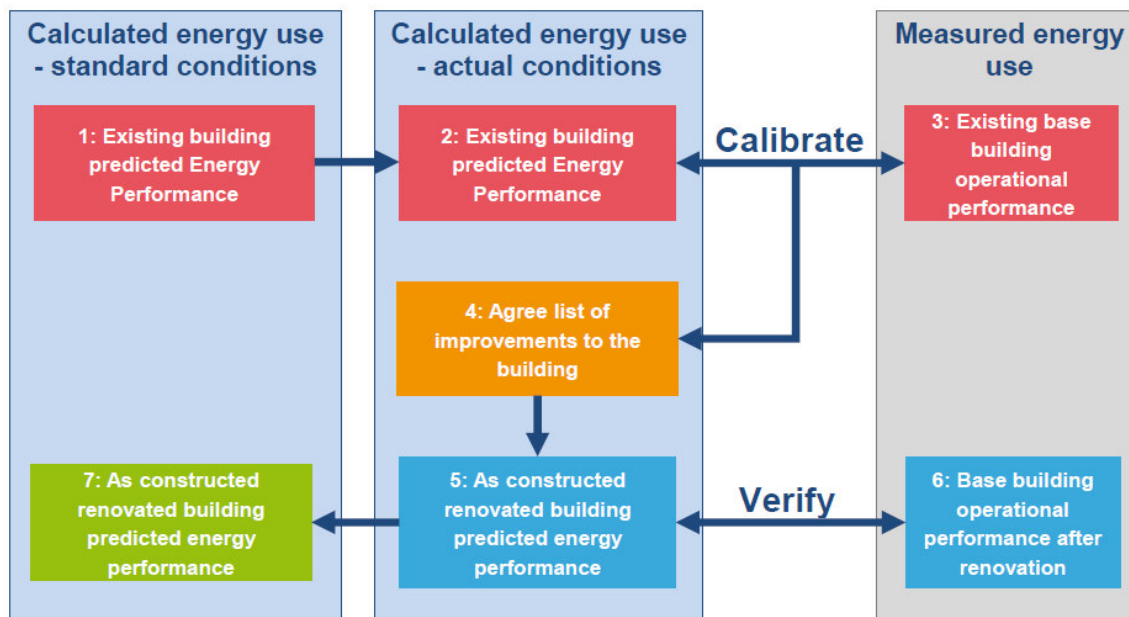 Calculated energy use
- standard conditions
Calculated energy use
- actual conditions
Measured energy
use
1: Existing building
predicted Energy
Performance
2: Existing building
predicted Energy
Performance
Calibrate
3: Existing base
building
operational
performance
4: Agree list of
improvements to the
building
7: As constructed
renovated building
predicted energy
performance
5: As constructed
renovated building
predicted energy
performance
Verify
6: Base building
operational
performance after
renovation